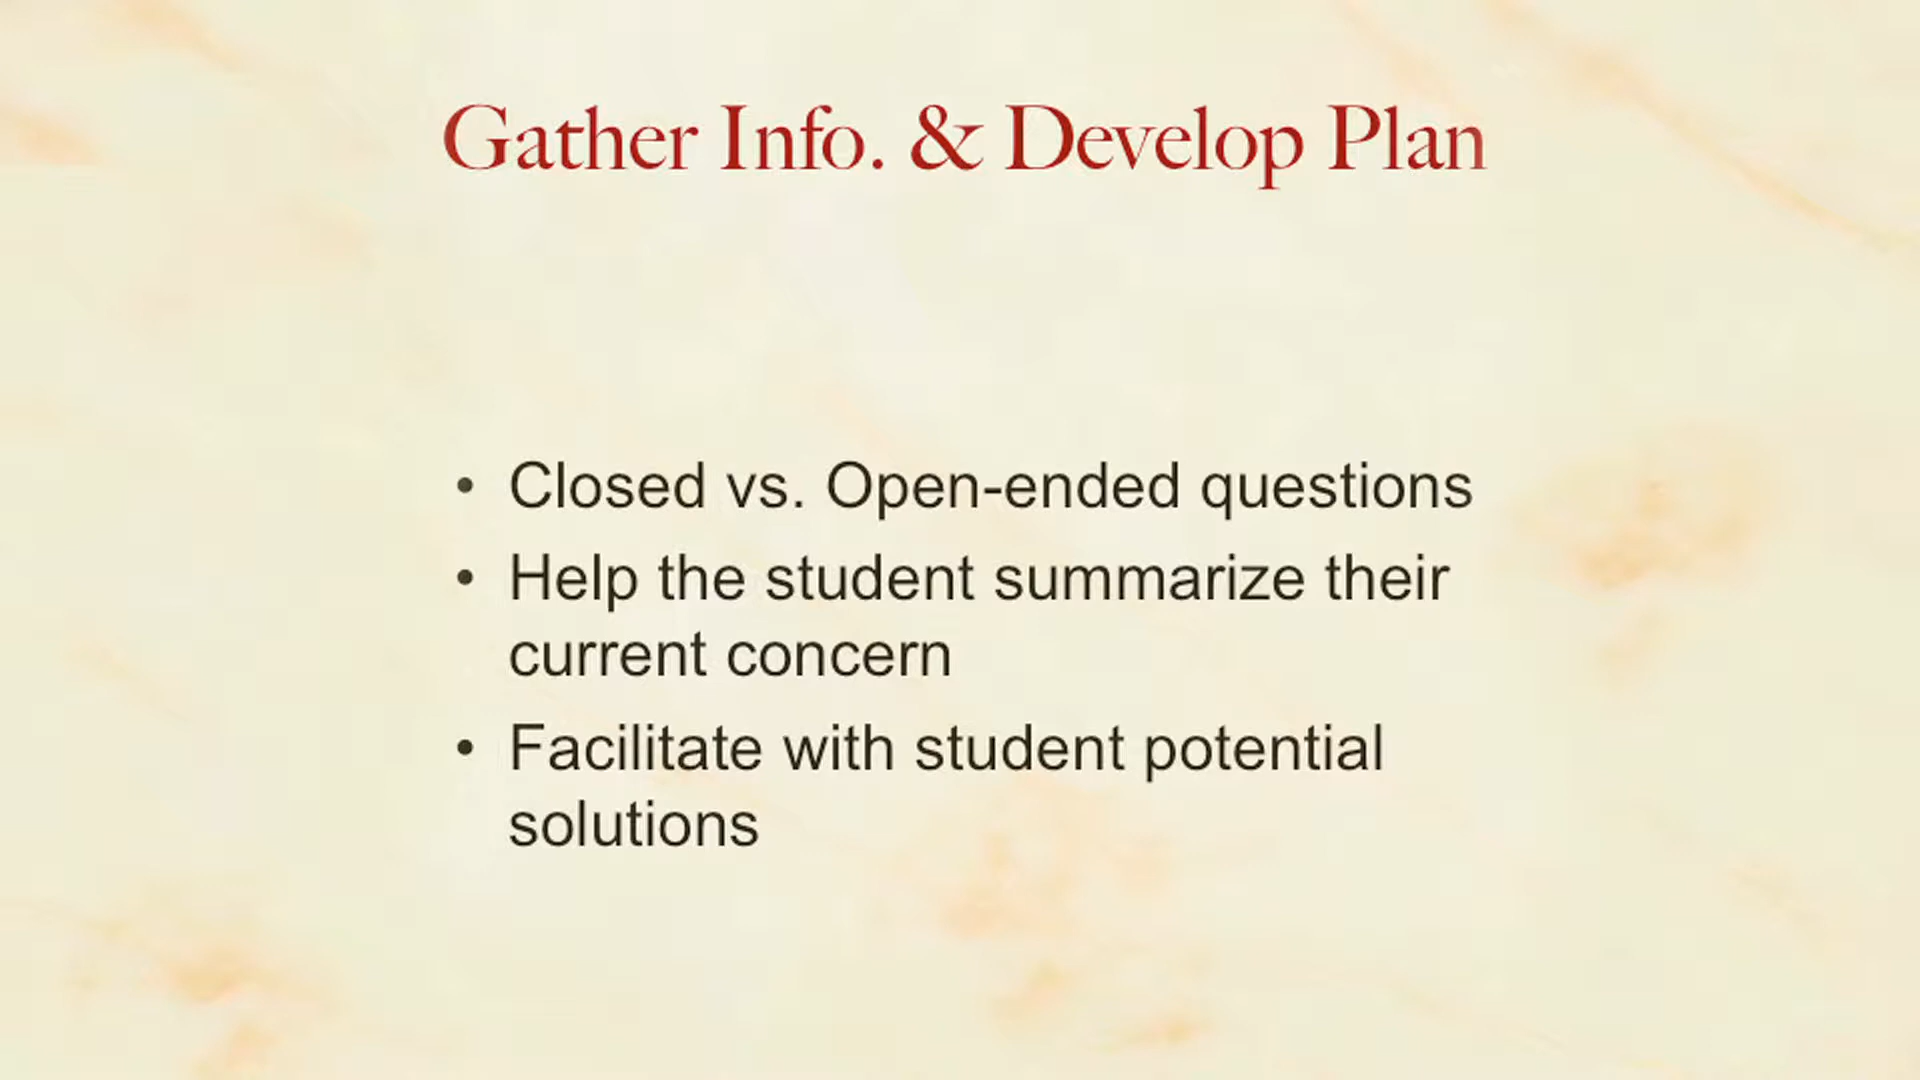 Gather Info. & Develop Plan
• Closed vs. Open-ended questions
• Help the student summarize their
current concern
• Facilitate with student potential
solutions